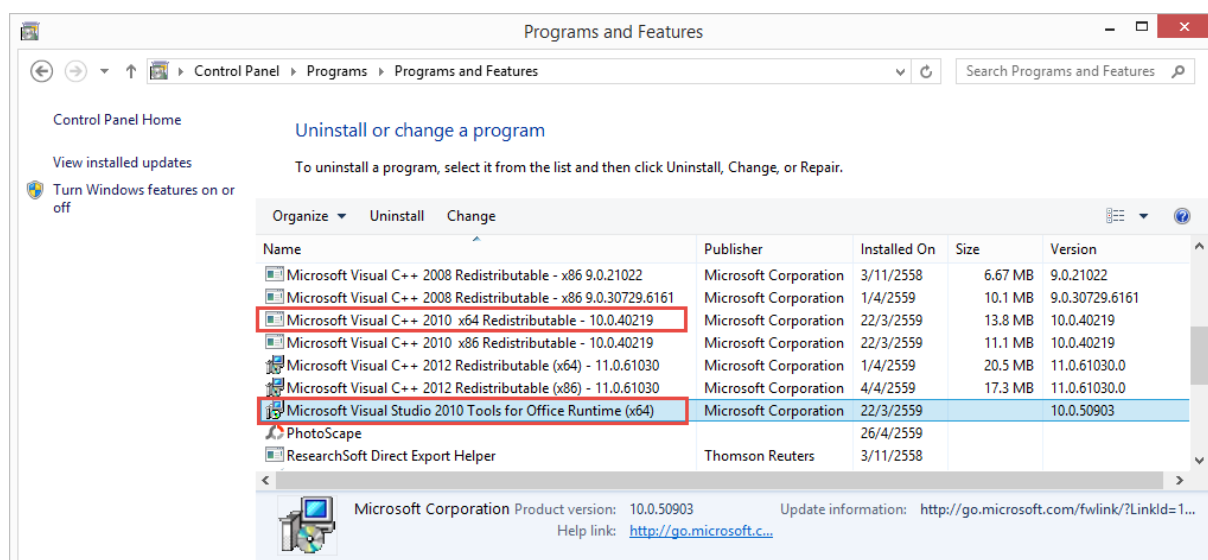 Programs and Features
Control Panel Programs Programs and Features Search Programs and Features
Control Panel Home
View installed updates
Turn Windows features on or
off
Uninstall or change a program
To uninstall a program, select it from the list and then click Uninstall, Change, or Repair.
Organize Uninstall Change
Name Publisher Installed On Size Version
Microsoft Visual C++ 2008 Redistributable - x86 9.0.21022 Microsoft Corporation 3/11/2558 6.67 MB 9.0.21022
Microsoft Visual C++ 2008 Redistributable - x86 9.0.30729.6161 Microsoft Corporation 1/4/2559 10.1 MB 9.0.30729.6161
Microsoft Visual C++ 2010 x64 Redistributable - 10.0.40219 Microsoft Corporation 22/3/2559 13.8 MB 10.0.40219
Microsoft Visual C++ 2010 x86 Redistributable - 10.0.40219 Microsoft Corporation 22/3/2559 11.1 MB 10.0.40219
Microsoft Visual C++ 2012 Redistributable (x64) - 11.0.61030 Microsoft Corporation 1/4/2559 20.5 MB 11.0.61030.0
Microsoft Visual C++ 2012 Redistributable (x86) - 11.0.61030 Microsoft Corporation 4/4/2559 17.3 MB 11.0.61030.0
Microsoft Visual Studio 2010 Tools for Office Runtime (x64) Microsoft Corporation 22/3/2559 10.0.50903
PhotoScape 26/4/2559
ResearchSoft Direct Export Helper Thomson Reuters 3/11/2558
Microsoft Corporation Product version: 10.0.50903 Update information: http://go.microsoft.com/fwlink/?LinkId=1...
Help link: http://go.microsoft.c...